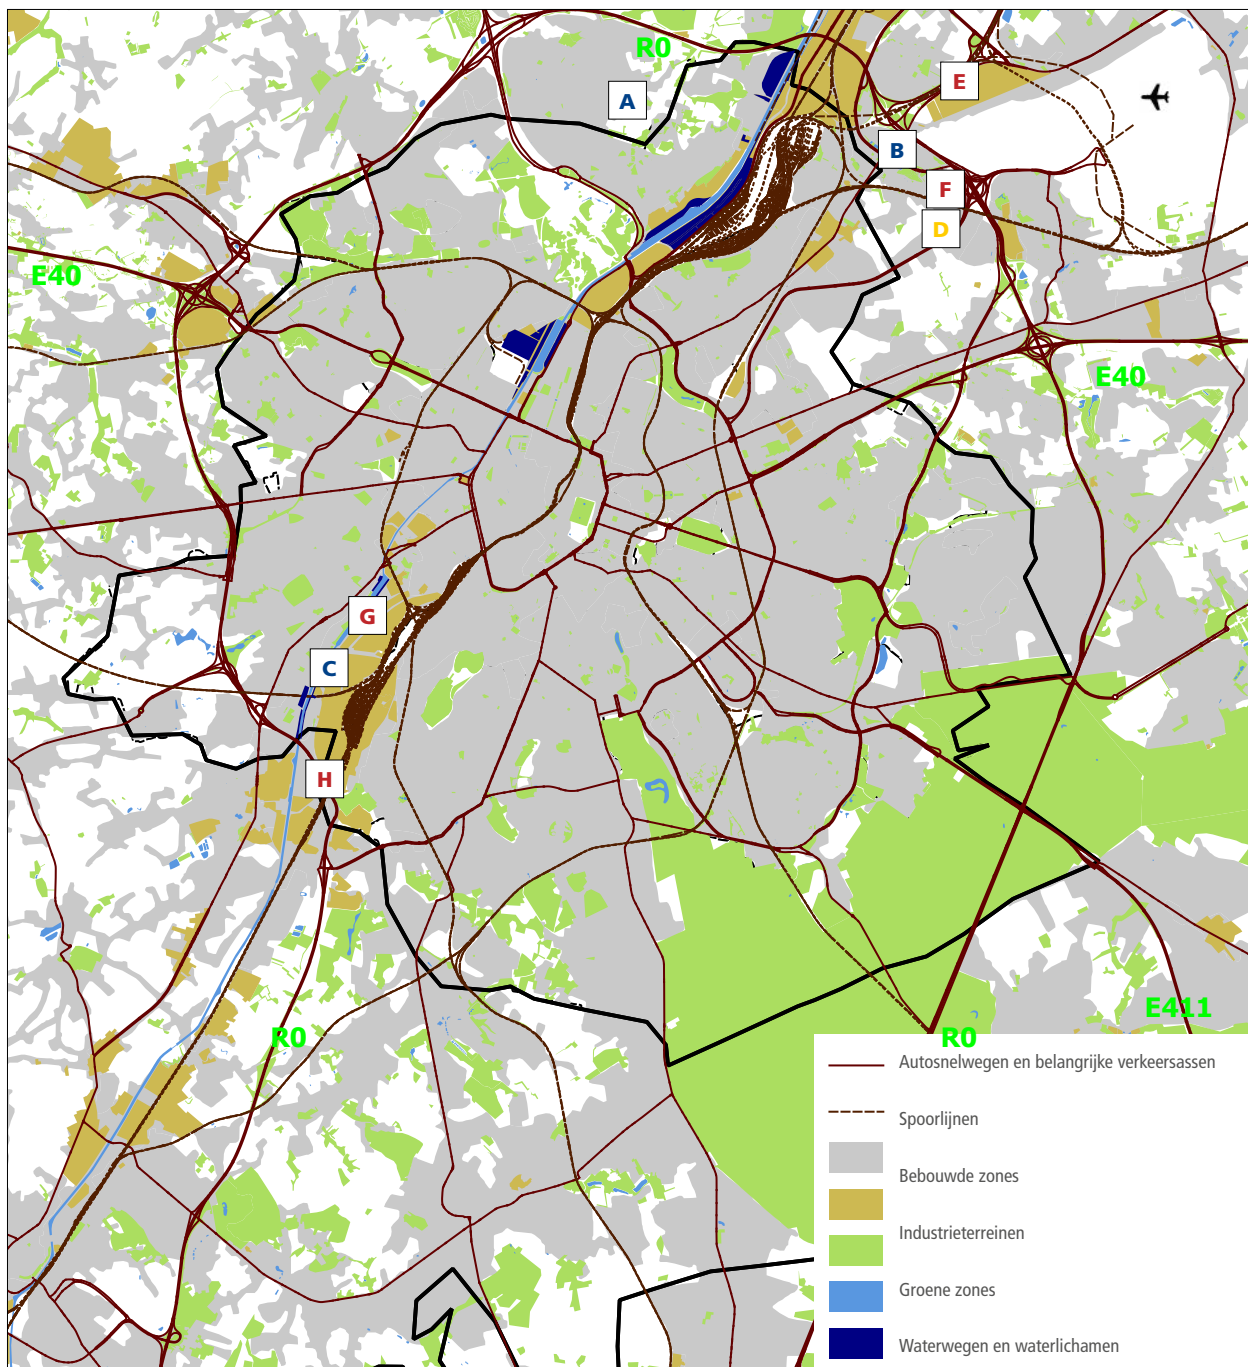 R0
E
A
B
F
D
E40
E40
G
C
H
E411
R0
R0
Autosnelwegen en belangrijke verkeersassen
Spoorlijnen
Bebouwde zones
Industrieterreinen
Groene zones
Waterwegen en waterlichamen